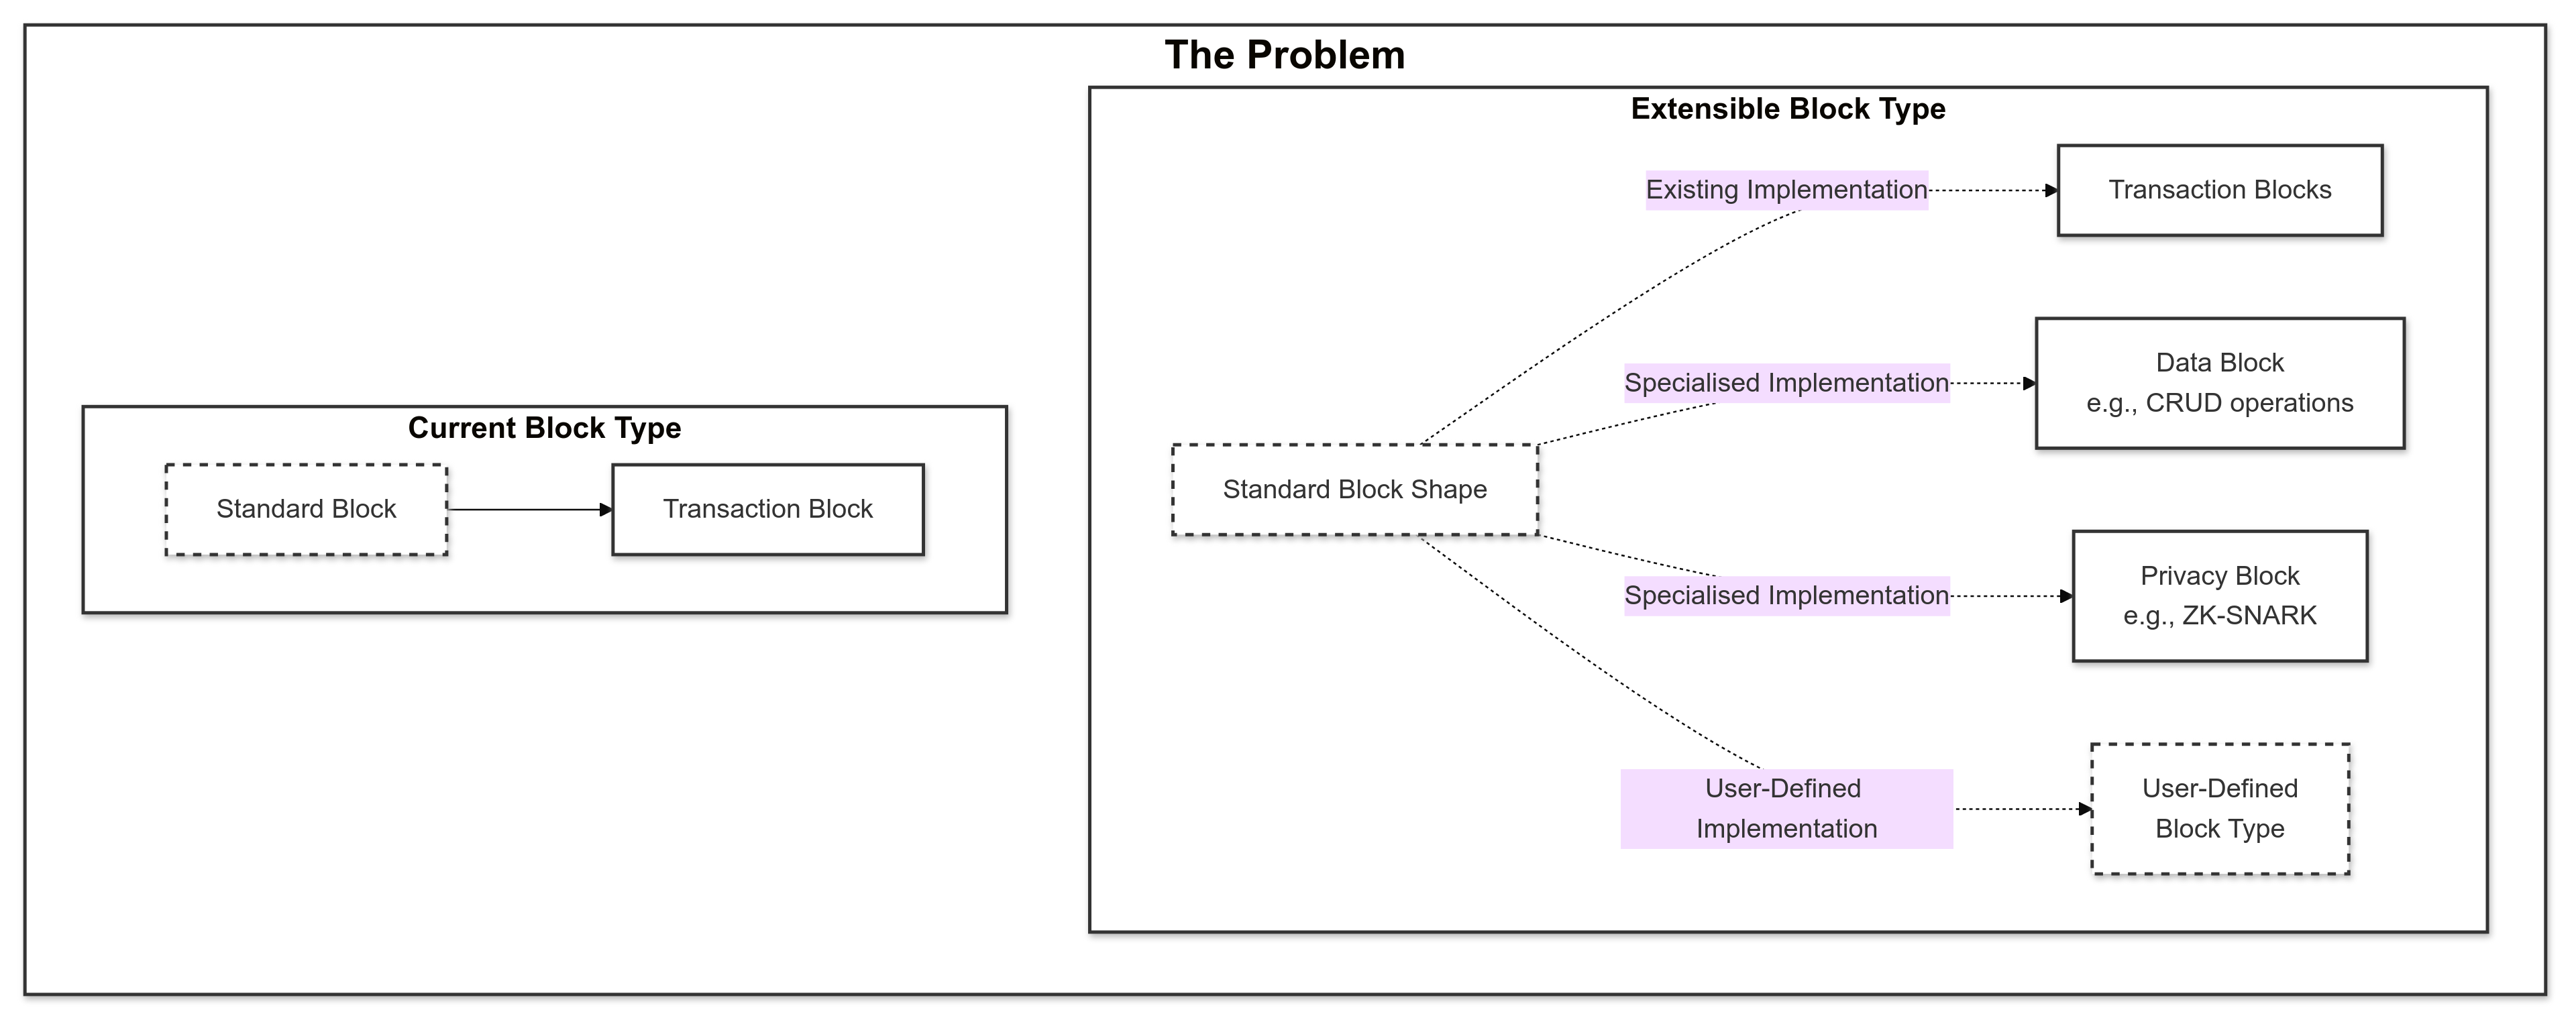 The Problem
Current Block Type
Standard Block
Transaction Block
Extensible Block Type
Standard Block Shape
Existing Implementation
Transaction Blocks
Specialised Implementation
Data Block
e.g., CRUD operations
Specialised Implementation
Privacy Block
e.g., ZK-SNARK
User-Defined
Implementation
User-Defined
Block Type